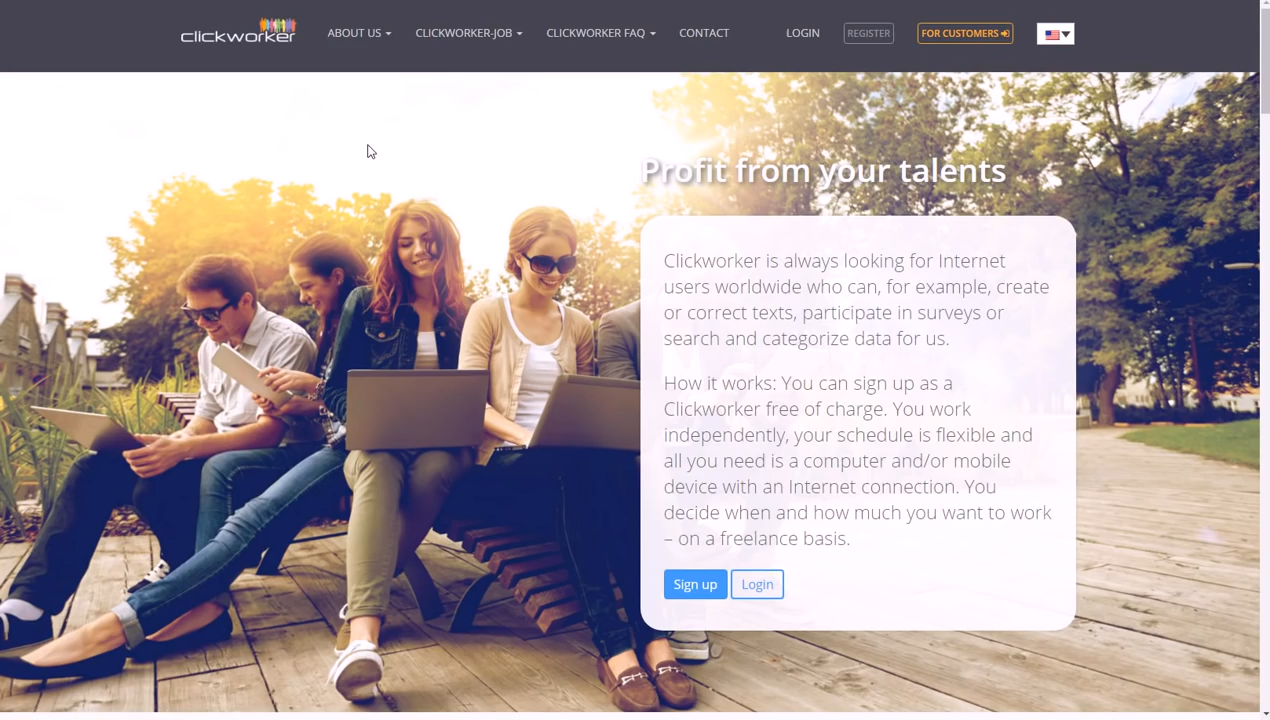 clickworker
ABOUT US
CLICKWORKER-JOB
CLICKWORKER FAQ
CONTACT
LOGIN
REGISTER
FOR CUSTOMERS
Profit from your talents
Clickworker is always looking for Internet
users worldwide who can, for example, create
or correct texts, participate in surveys or
search and categorize data for us.
How it works: You can sign up as a
Clickworker free of charge. You work
independently, your schedule is flexible and
all you need is a computer and/or mobile
device with an Internet connection. You
decide when and how much you want to work
– on a freelance basis.
Sign up
Login